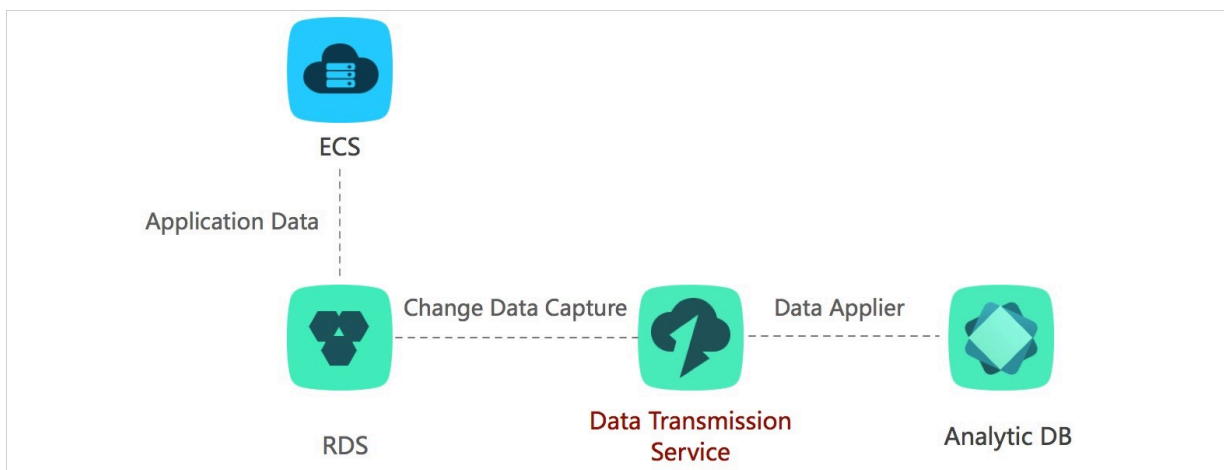 ECS
Application Data
Change Data Capture
Data Applier
RDS
Data Transmission
Service
Analytic DB